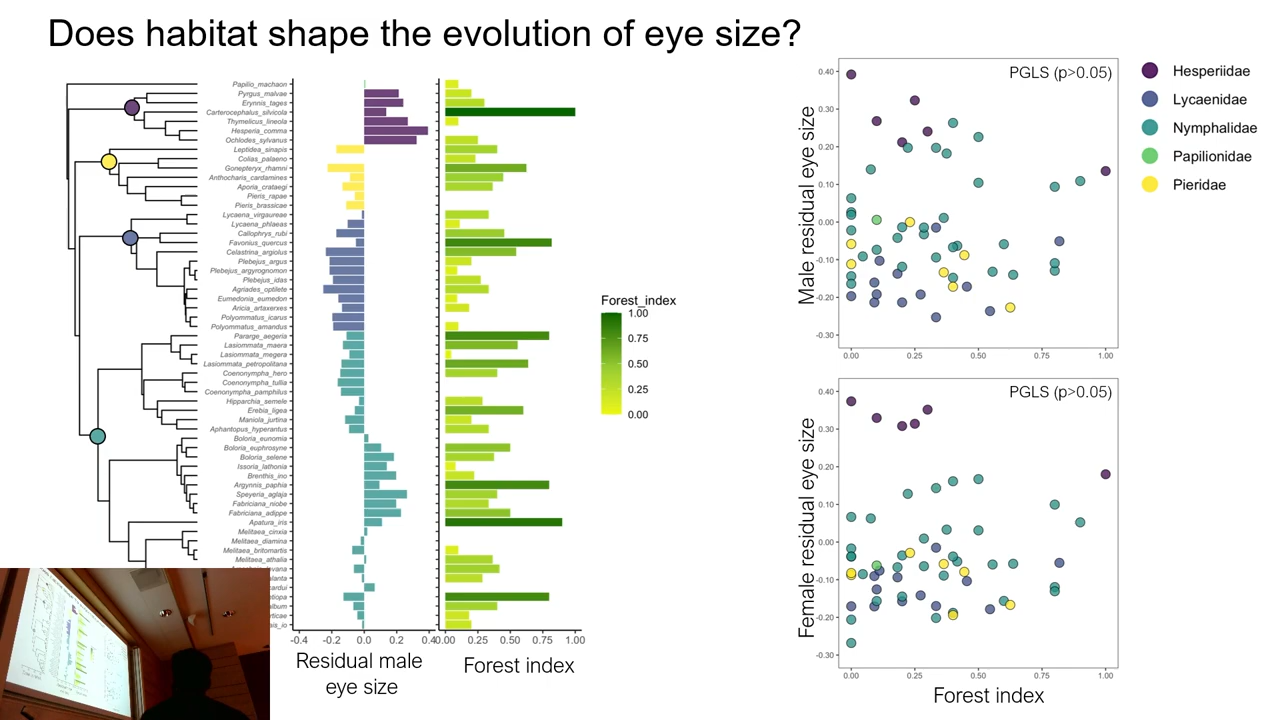 Does habitat shape the evolution of eye size?
Papilio_machaon
Pyrgus_malvae
Erynnis_tages
Carterocephalus_silvicola
Thymelicus_lineola
Hesperia_comma
Ochlodes_sylvanus
Leptidea_sinapis
Colias_palaeno
Gonepteryx_rhamni
Anthocharis_cardamines
Aporia_crataegi
Pieris_rapae
Pieris_brassicae
Lycaena_virgaureae
Lycaena_phlaeas
Callophrys_rubi
Favonius_quercus
Celastrina_argiolus
Plebejus_argus
Plebejus_argyrognomon
Plebejus_idas
Agriades_optilete
Eumedonia_eumedon
Aricia_artaxerxes
Polyommatus_icarus
Polyommatus_amandus
Pararge_aegeria
Lasiommata_maera
Lasiommata_megera
Lasiommata_petropolitana
Coenonympha_hero
Coenonympha_tullia
Coenonympha_pamphilus
Hipparchia_semele
Erebia_ligea
Maniola_jurtina
Aphantopus_hyperantus
Boloria_eunomia
Boloria_euphrosyne
Boloria_selene
Issoria_lathonia
Brenthis_ino
Argynnis_paphia
Speyeria_aglaja
Fabriciana_niobe
Fabriciana_adippe
Apatura_iris
Melitaea_cinxia
Melitaea_diamina
Melitaea_britomartis
Melitaea_athalia
-0.4 -0.2 0.0 0.2 0.4
Residual male
eye size
0.00 0.25 0.50 0.75 1.00
Forest index
Forest_index
1.00
0.75
0.50
0.25
0.00
PGLS (p>0.05)
Male residual eye size
0.40
0.30
0.20
0.10
0.00
-0.10
-0.20
-0.30
0.00 0.25 0.50 0.75 1.00
PGLS (p>0.05)
Female residual eye size
0.40
0.30
0.20
0.10
0.00
-0.10
-0.20
-0.30
0.00 0.25 0.50 0.75 1.00
Forest index
Hesperiidae
Lycaenidae
Nymphalidae
Papilionidae
Pieridae